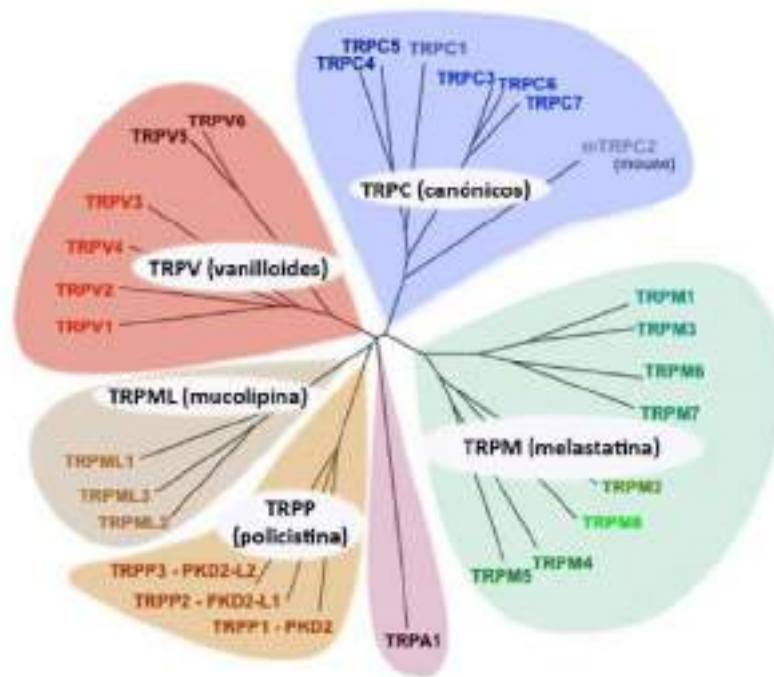 TRPC5
TRPC1
TRPC4
TRPC3
TRPC6
TRPC7
mTRPC2
(mouse)
TRPC (canónicos)
TRPV6
TRPV5
TRPV3
TRPV4
TRPV (vanilloides)
TRPV2
TRPV1
TRPM1
TRPM3
TRPM6
TRPM7
TRPM (melastatina)
TRPM2
TRPM8
TRPM4
TRPM5
TRPML (mucolipina)
TRPML1
TRPML3
TRPML2
TRPP
(policistina)
TRPP3 - PKD2-L2
TRPP2 - PKD2-L1
TRPP1 - PKD2
TRPA1